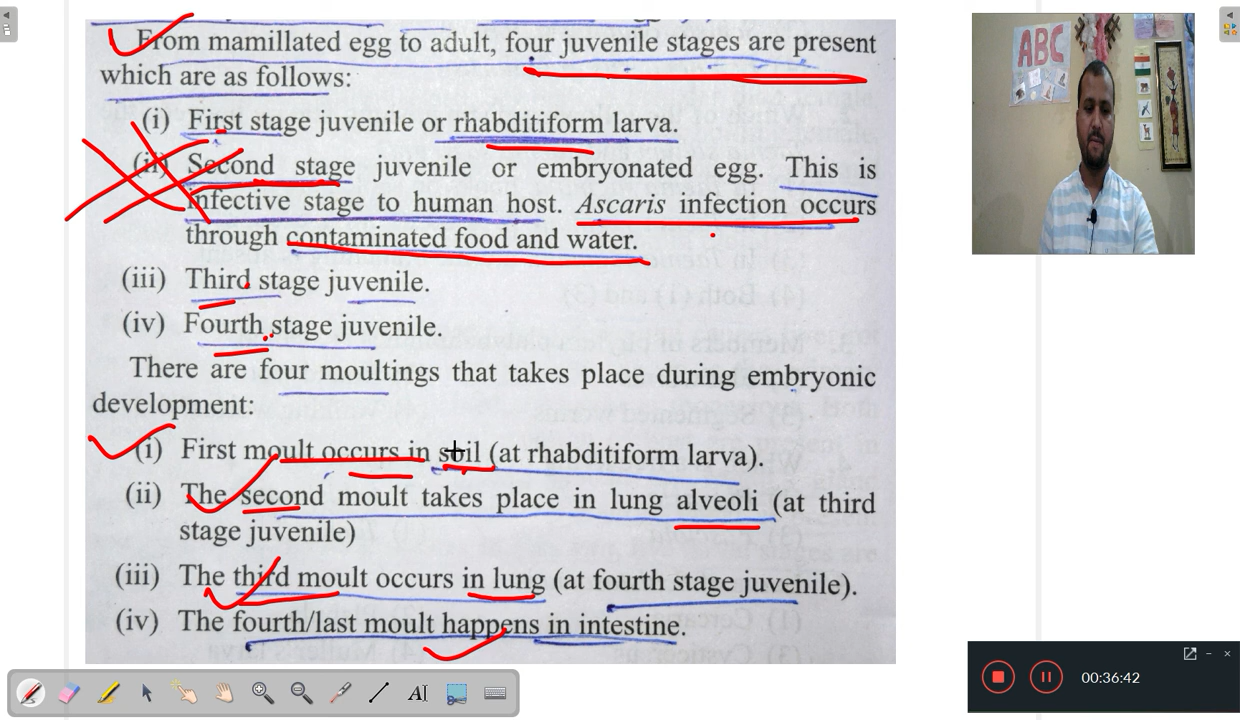 From mamillated egg to adult, four juvenile stages are present
which are as follows:
(i) First stage juvenile or rhabditiform larva.
(ii) Second stage juvenile or embryonated egg. This is
infective stage to human host. Ascaris infection occurs
through contaminated food and water.
(iii) Third stage juvenile.
(iv) Fourth stage juvenile.
There are four moultings that takes place during embryonic
development:
(i) First moult occurs in soil (at rhabditiform larva).
(ii) The second moult takes place in lung alveoli (at third
stage juvenile)
(iii) The third moult occurs in lung (at fourth stage juvenile).
(iv) The fourth/last moult happens in intestine.
ABC
00:36:42